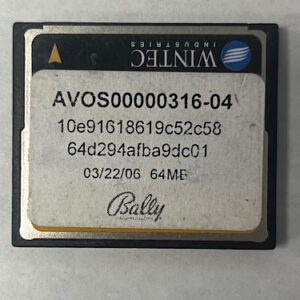 WINTEC
INDUSTRIES
AVOS00000316-04
10e91618619c52c58
64d294afba9dc01
03/22/06 64MB
Bally